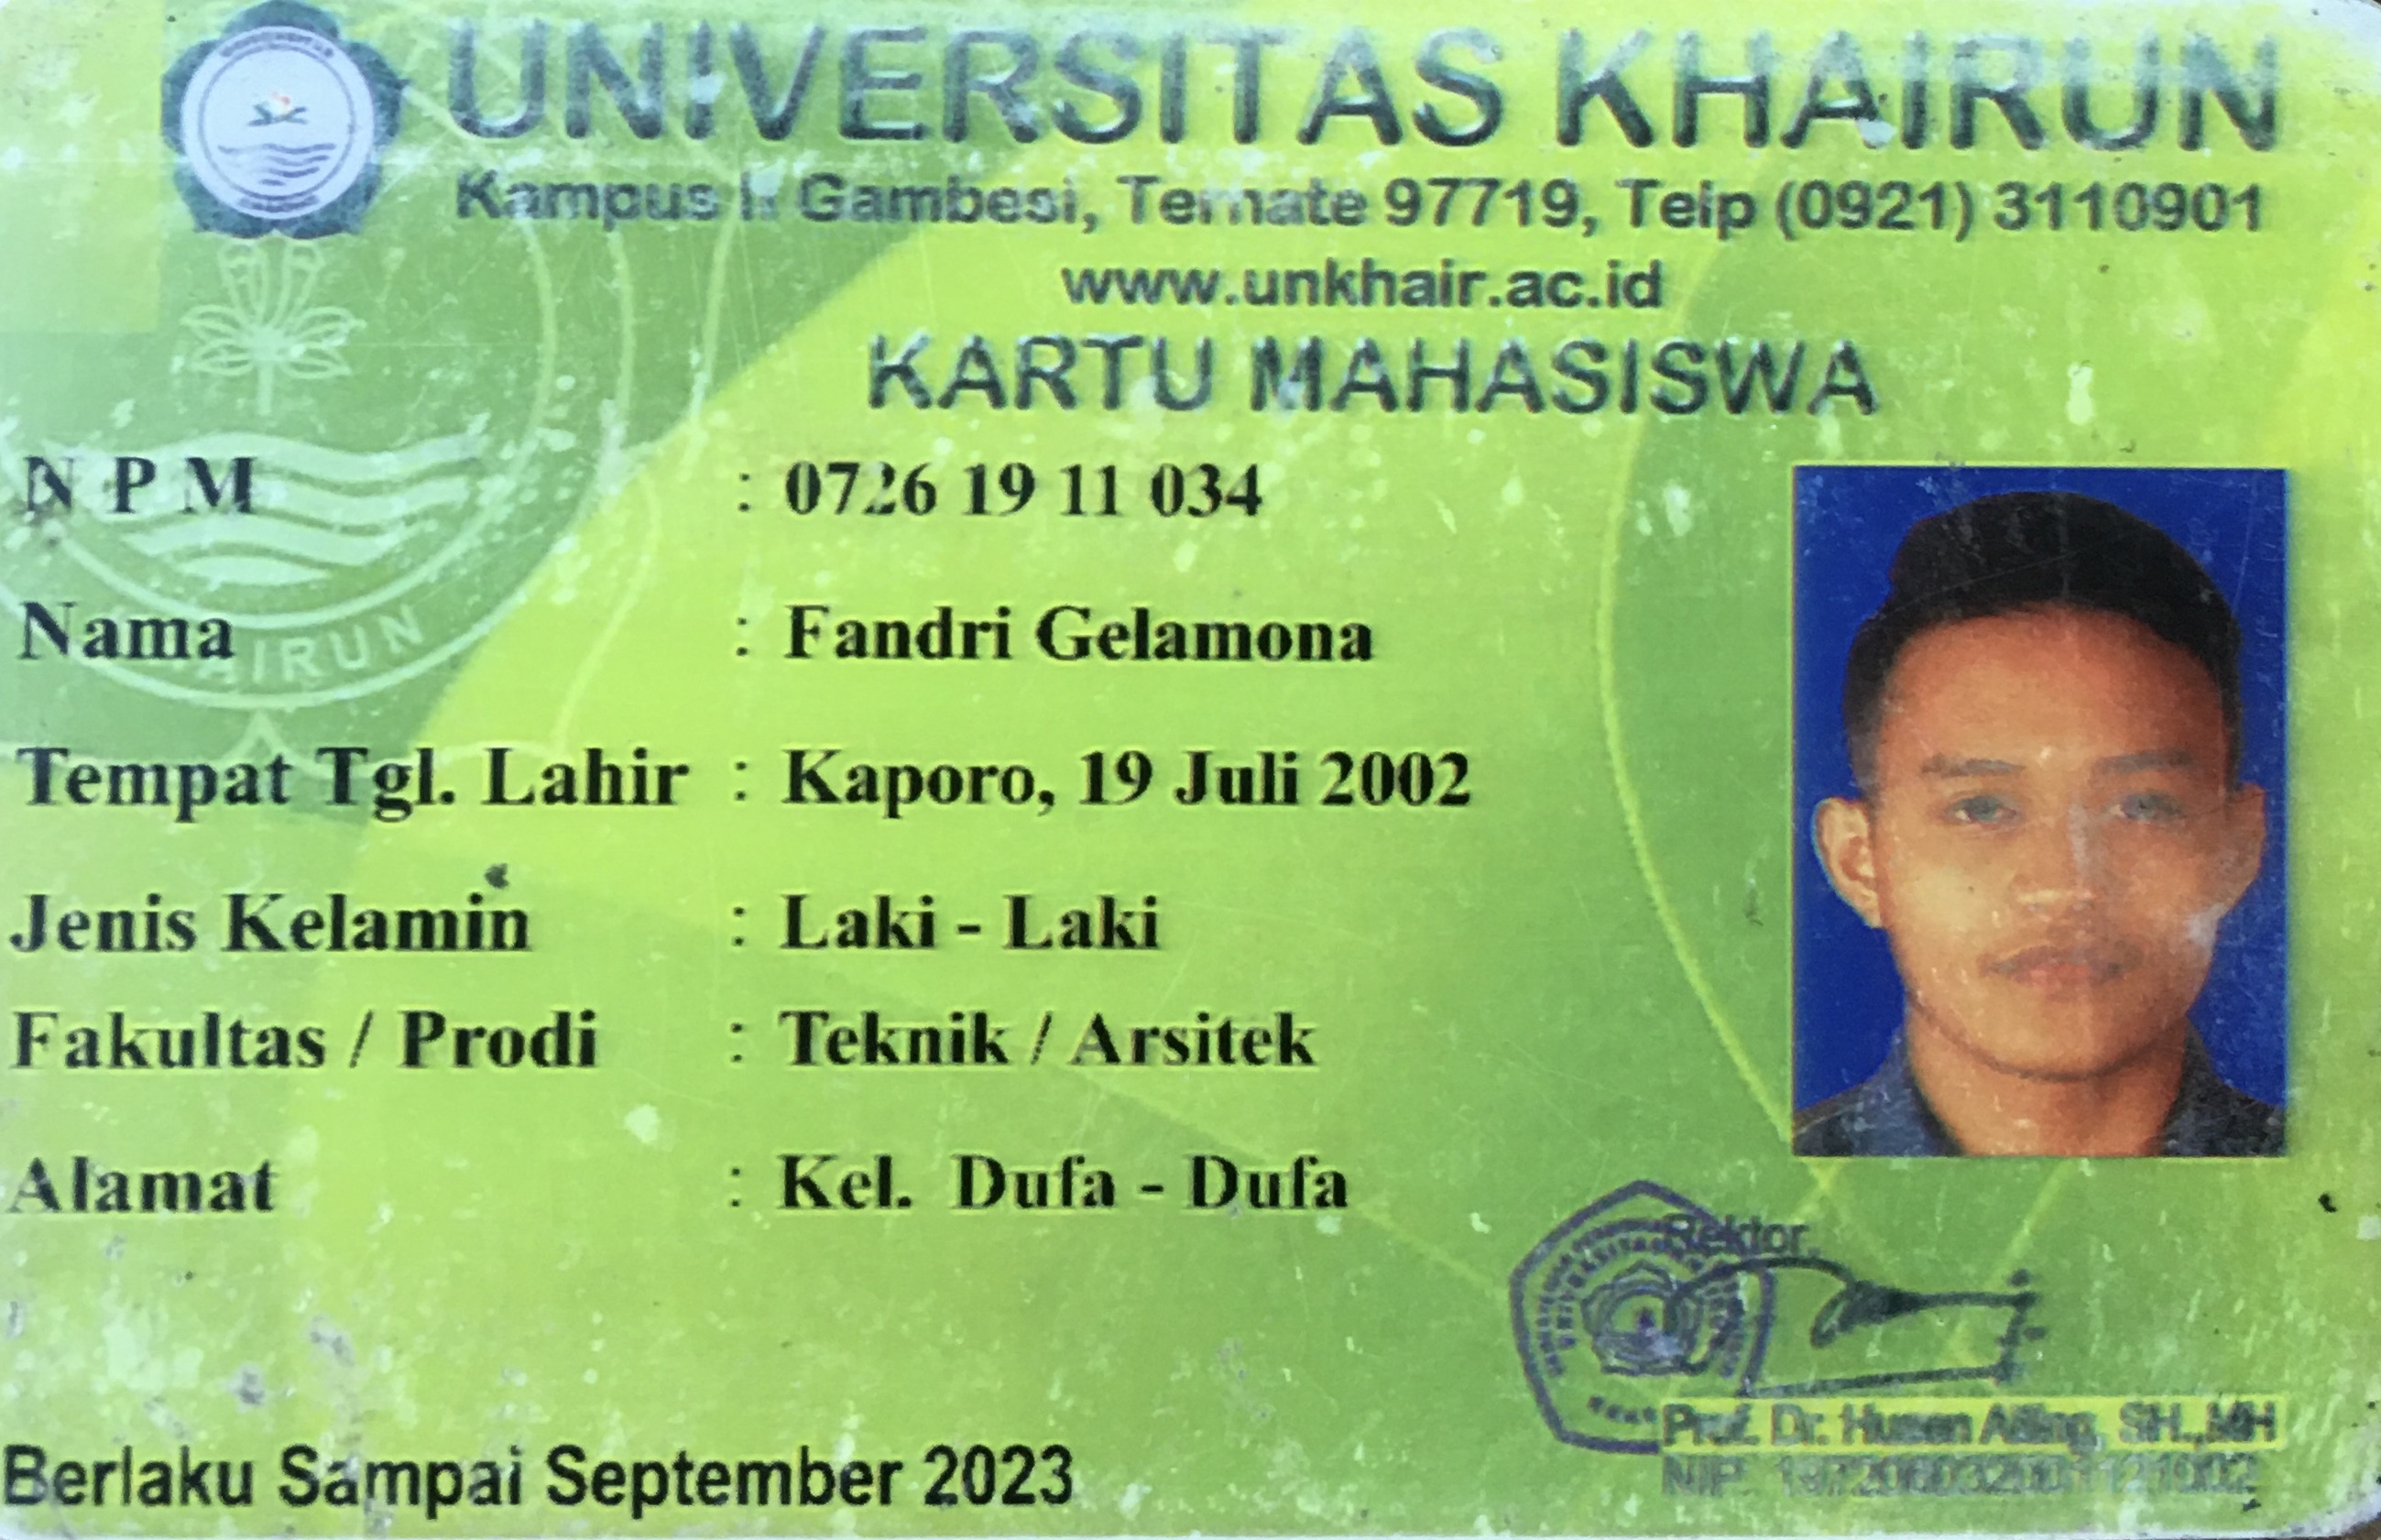 UNIVERSITAS KHAIRUN
Kampus II Gambesi, Ternate 97719, Telp (0921) 3110901
www.unkhair.ac.id
KARTU MAHASISWA
N P M : 0726 19 11 034
Nama : Fandri Gelamona
Tempat Tgl. Lahir : Kaporo, 19 Juli 2002
Jenis Kelamin : Laki - Laki
Fakultas / Prodi : Teknik / Arsitek
Alamat : Kel. Dufa - Dufa
Rektor,
Prof. Dr. Husen Alting, SH.,MH
NIP.
Berlaku Sampai September 2023
AIRUN